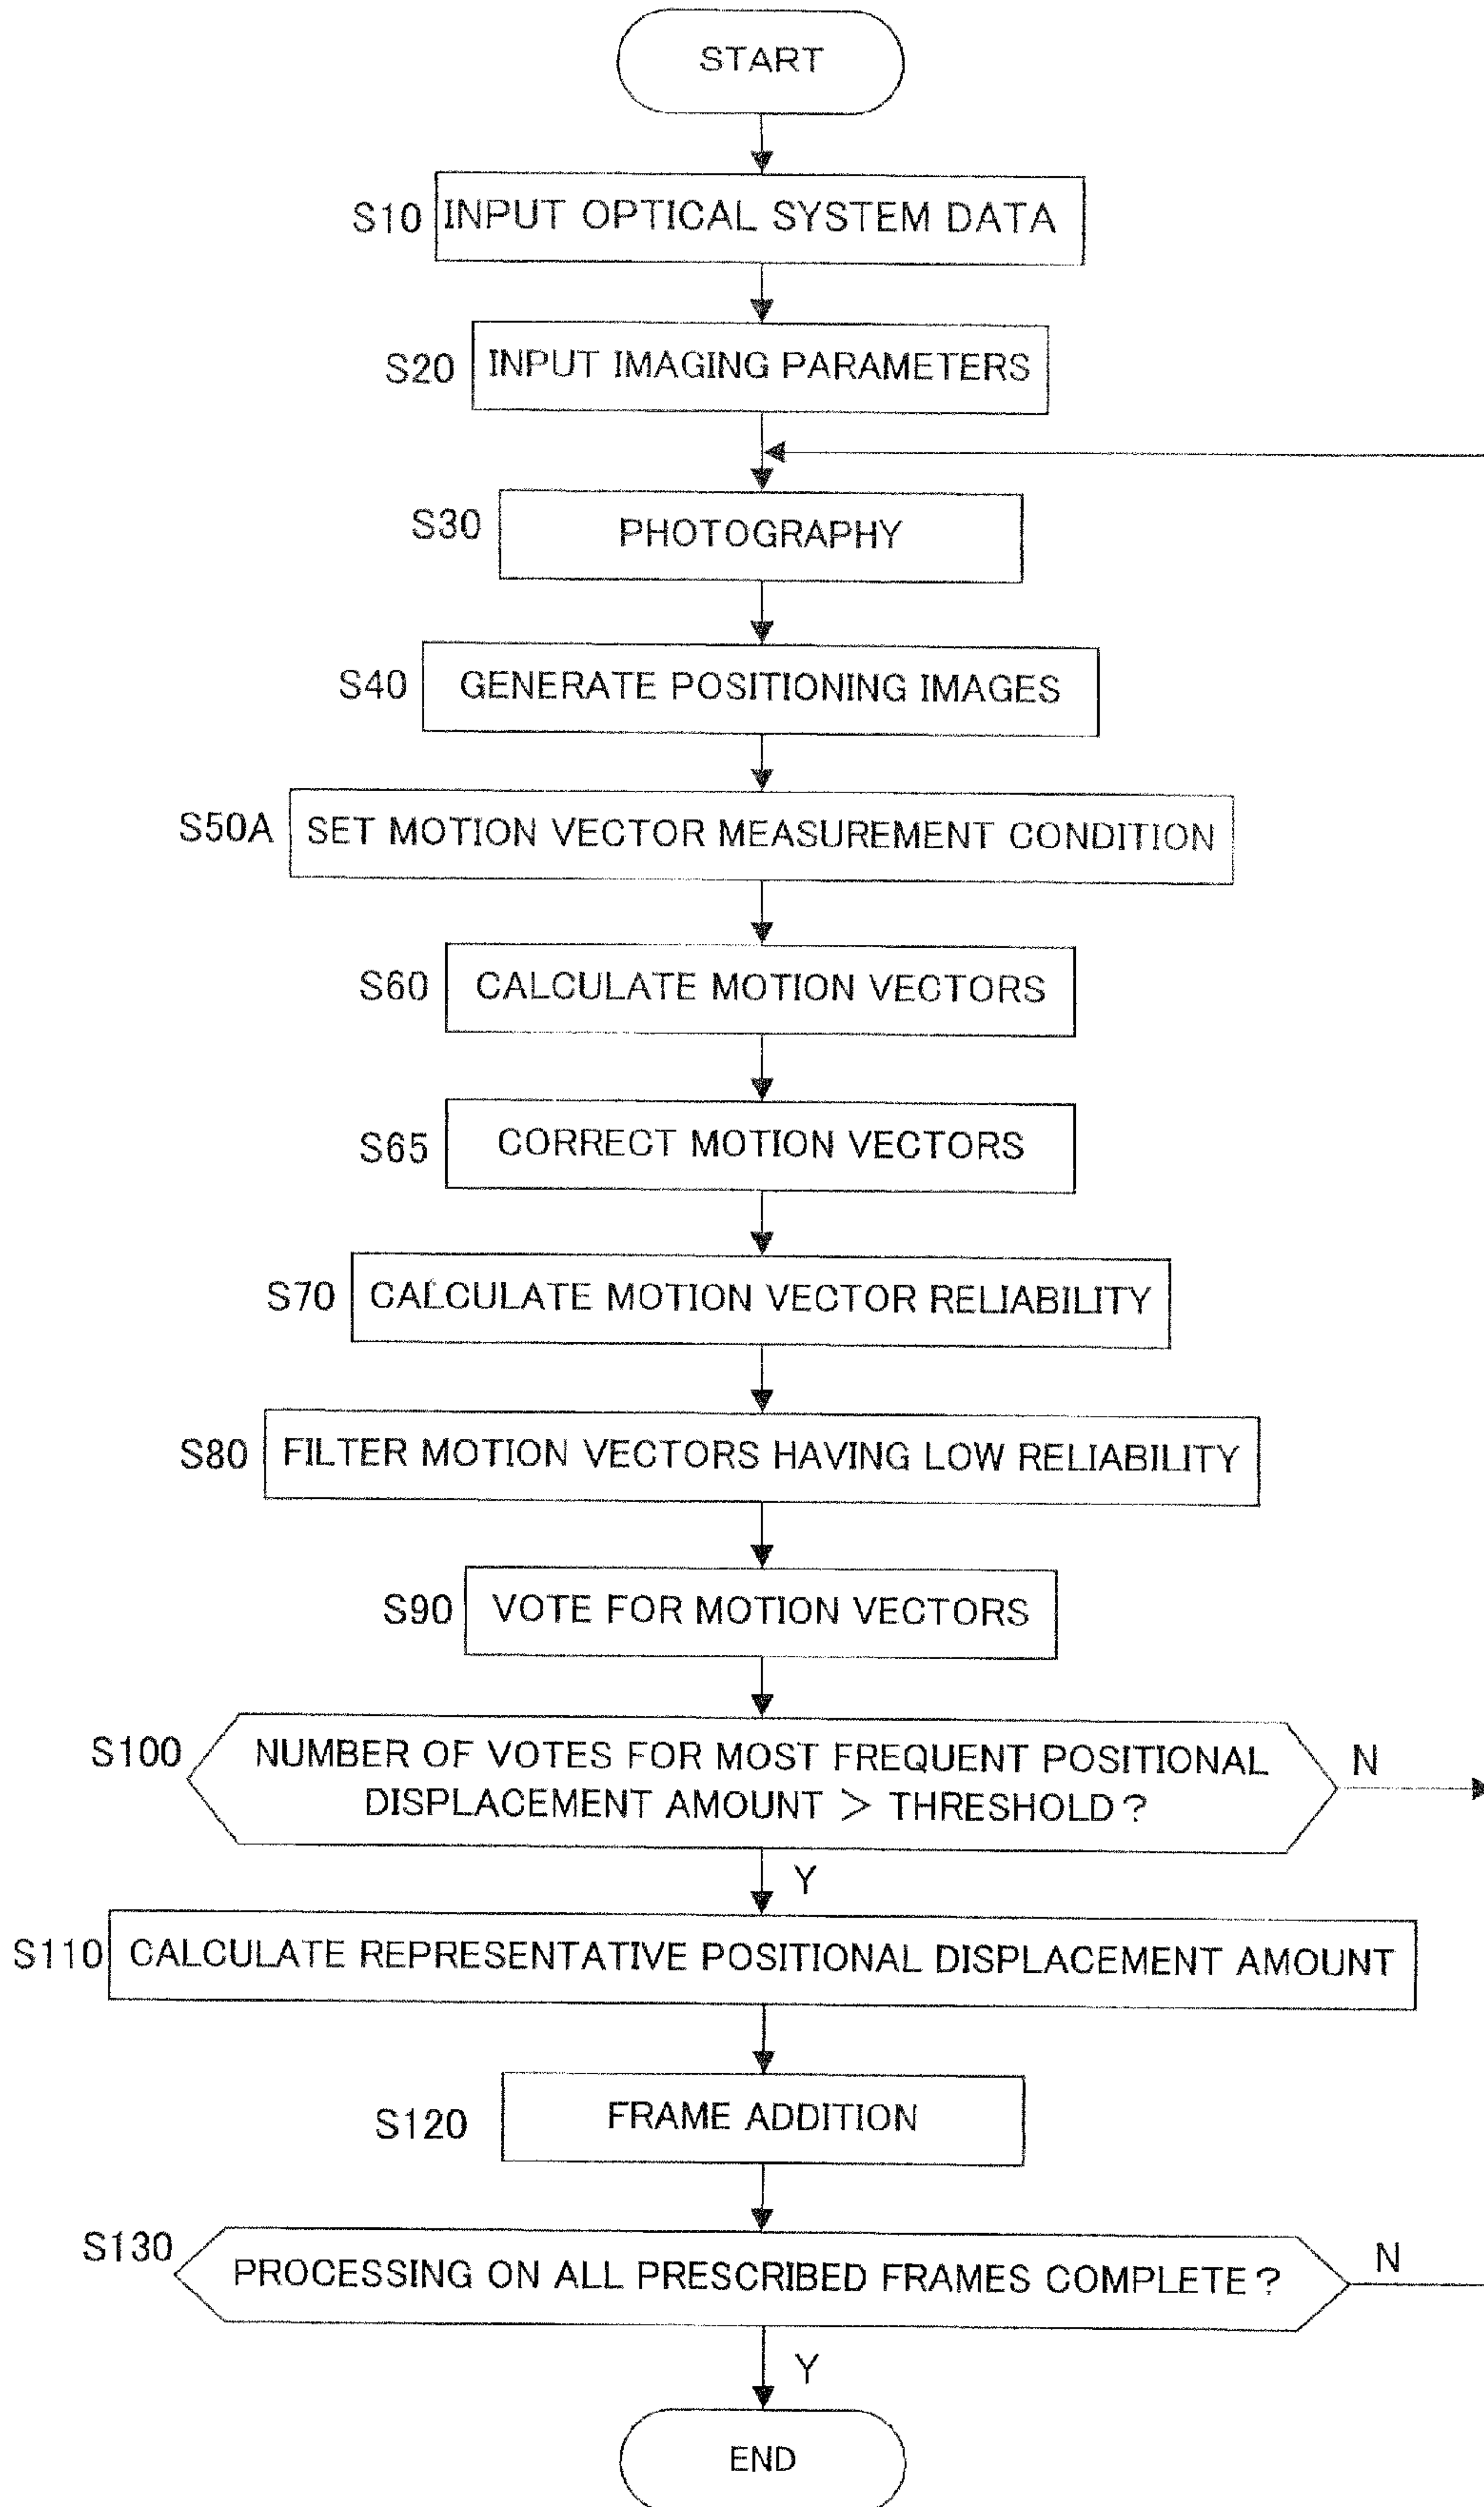 START
S10 INPUT OPTICAL SYSTEM DATA
S20 INPUT IMAGING PARAMETERS
S30 PHOTOGRAPHY
S40 GENERATE POSITIONING IMAGES
S50A SET MOTION VECTOR MEASUREMENT CONDITION
S60 CALCULATE MOTION VECTORS
S65 CORRECT MOTION VECTORS
S70 CALCULATE MOTION VECTOR RELIABILITY
S80 FILTER MOTION VECTORS HAVING LOW RELIABILITY
S90 VOTE FOR MOTION VECTORS
S100 NUMBER OF VOTES FOR MOST FREQUENT POSITIONAL N
DISPLACEMENT AMOUNT > THRESHOLD?
Y
S110 CALCULATE REPRESENTATIVE POSITIONAL DISPLACEMENT AMOUNT
S120 FRAME ADDITION
S130 PROCESSING ON ALL PRESCRIBED FRAMES COMPLETE? N
Y
END